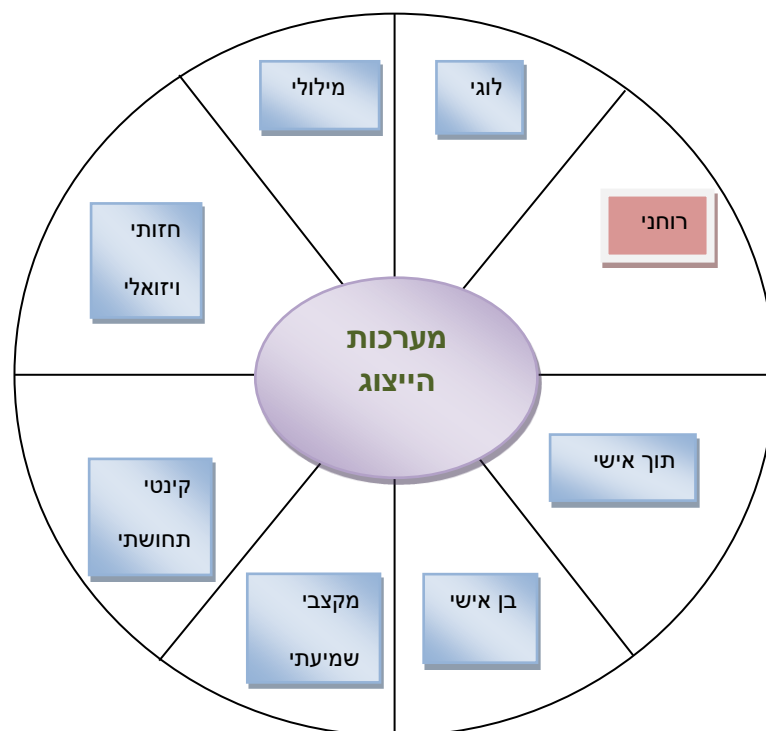 לוגי
מילולי
רוחני
חזותי
ויזואלי
מערכות
הייצוג
תוך אישי
קינטי
תחושתי
בן אישי
מקצבי
שמיעתי